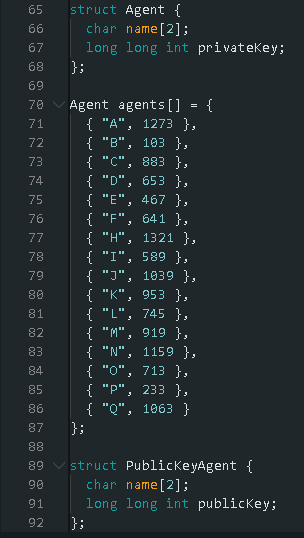 65 struct Agent {
66 char name[2];
67 long long int privateKey;
68 };
69
70 Agent agents[] = {
71 { "A", 1273 },
72 { "B", 103 },
73 { "C", 883 },
74 { "D", 653 },
75 { "E", 467 },
76 { "F", 641 },
77 { "H", 1321 },
78 { "I", 589 },
79 { "J", 1039 },
80 { "K", 953 },
81 { "L", 745 },
82 { "M", 919 },
83 { "N", 1159 },
84 { "O", 713 },
85 { "P", 233 },
86 { "Q", 1063 }
87 };
88
89 struct PublicKeyAgent {
90 char name[2];
91 long long int publicKey;
92 };